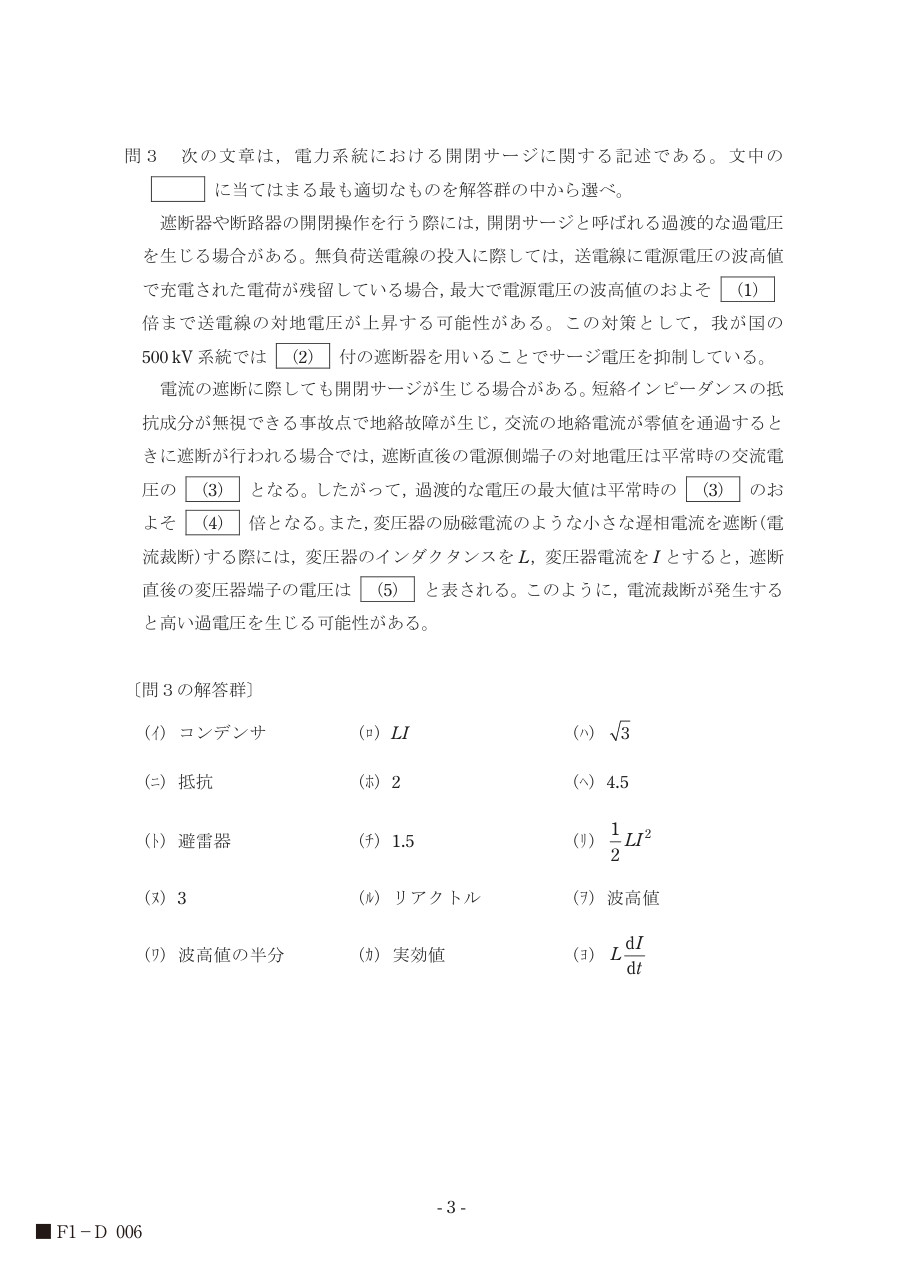 問３　次の文章は，電力系統における開閉サージに関する記述である。文中の
に当てはまる最も適切なものを解答群の中から選べ。
遮断器や断路器の開閉操作を行う際には，開閉サージと呼ばれる過渡的な過電圧
を生じる場合がある。無負荷送電線の投入に際しては，送電線に電源電圧の波高値
で充電された電荷が残留している場合，最大で電源電圧の波高値のおよそ (1)
倍まで送電線の対地電圧が上昇する可能性がある。この対策として，我が国の
500 kV 系統では (2) 付の遮断器を用いることでサージ電圧を抑制している。
電流の遮断に際しても開閉サージが生じる場合がある。短絡インピーダンスの抵
抗成分が無視できる事故点で地絡故障が生じ，交流の地絡電流が零値を通過すると
きに遮断が行われる場合では，遮断直後の電源側端子の対地電圧は平常時の交流電
圧の (3) となる。したがって，過渡的な電圧の最大値は平常時の (3) のお
よそ (4) 倍となる。また，変圧器の励磁電流のような小さな遅相電流を遮断（電
流裁断）する際には，変圧器のインダクタンスを L，変圧器電流を I とすると，遮断
直後の変圧器端子の電圧は (5) と表される。このように，電流裁断が発生する
と高い過電圧を生じる可能性がある。
〔問３の解答群〕
(ｲ) コンデンサ　(ﾛ) LI　(ﾊ) √3
(ﾆ) 抵抗　(ﾎ) 2　(ﾍ) 4.5
(ﾄ) 避雷器　(ﾁ) 1.5　(ﾘ) 1/2 LI²
(ﾇ) 3　(ﾙ) リアクトル　(ｦ) 波高値
(ﾜ) 波高値の半分　(ｶ) 実効値　(ﾖ) L dI/dt
- 3 -
■ F1－D 006